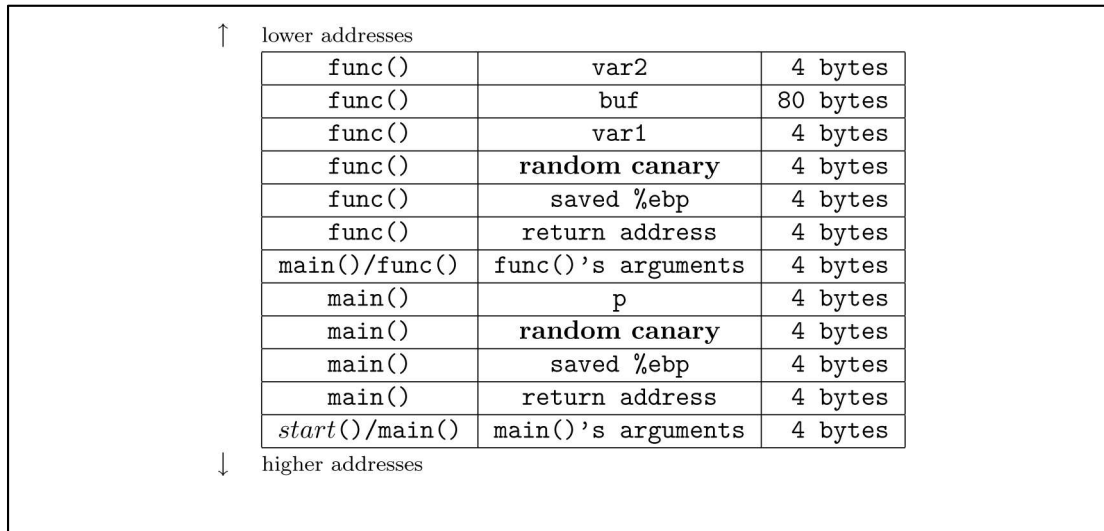 ↑ lower addresses
func() var2 4 bytes
func() buf 80 bytes
func() var1 4 bytes
func() random canary 4 bytes
func() saved %ebp 4 bytes
func() return address 4 bytes
main()/func() func()'s arguments 4 bytes
main() p 4 bytes
main() random canary 4 bytes
main() saved %ebp 4 bytes
main() return address 4 bytes
start()/main() main()'s arguments 4 bytes
↓ higher addresses